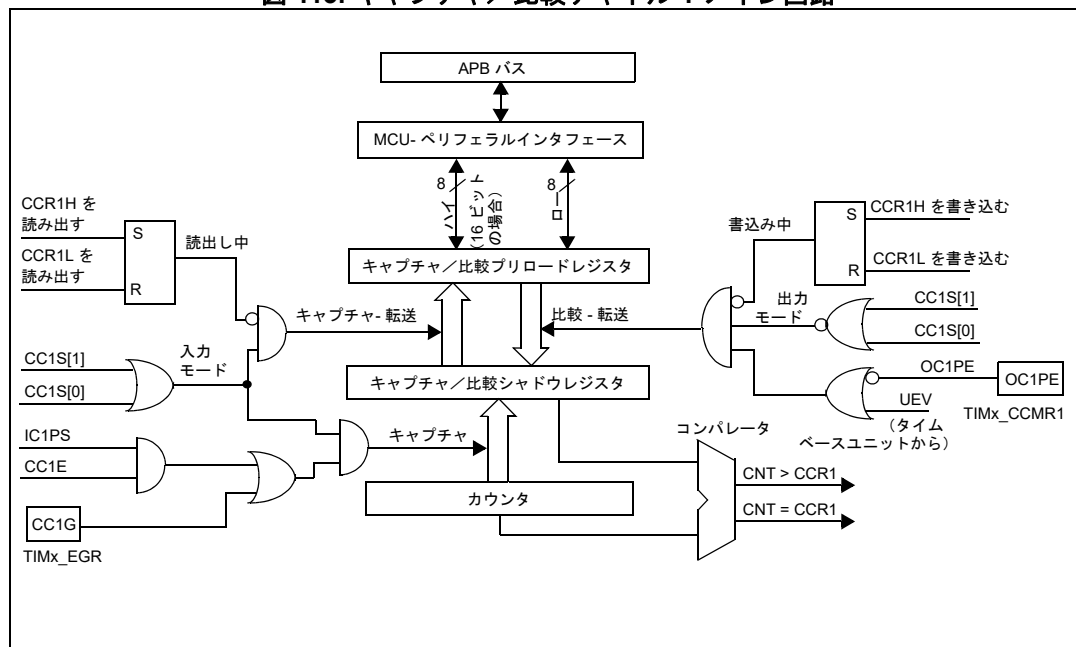 APB バス
MCU- ペリフェラルインタフェース
8
ハイ
(16 ビット
の場合)
8
ロー
CCR1H を
読み出す
CCR1L を
読み出す
S
R
読出し中
キャプチャ／比較プリロードレジスタ
書込み中
S
R
CCR1H を書き込む
CCR1L を書き込む
キャプチャ- 転送
比較 - 転送
出力
モード
CC1S[1]
CC1S[0]
CC1S[1]
CC1S[0]
入力
モード
キャプチャ／比較シャドウレジスタ
OC1PE
OC1PE
UEV
TIMx_CCMR1
(タイム
ベースユニットから)
IC1PS
CC1E
キャプチャ
コンパレータ
カウンタ
CNT > CCR1
CNT = CCR1
CC1G
TIMx_EGR